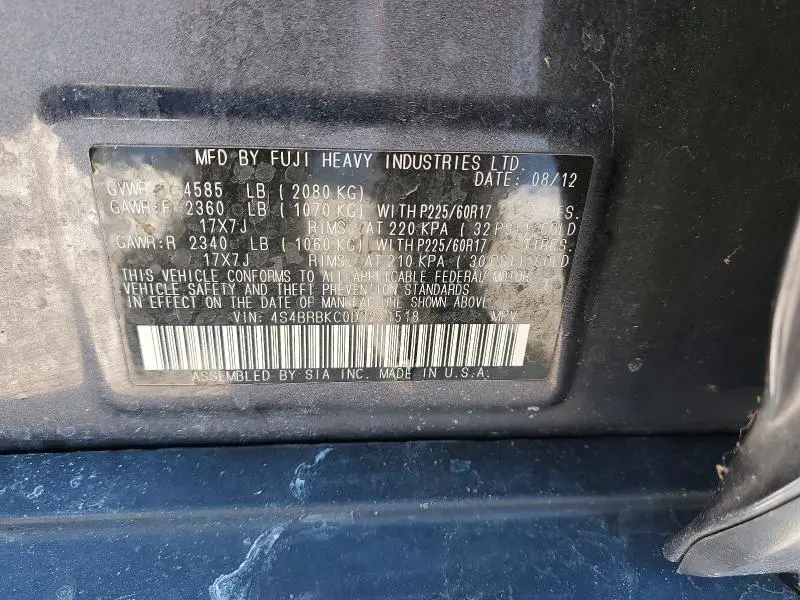 MFD BY FUJI HEAVY INDUSTRIES LTD.
DATE: 08/12
GVWR: 4585 LB ( 2080 KG)
GAWR:F 2360 LB ( 1070 KG) WITH P225/60R17 TIRES.
17X7J RIMS. AT 220 KPA ( 32 PSI) COLD
GAWR:R 2340 LB ( 1060 KG) WITH P225/60R17 TIRES.
17X7J RIMS. AT 210 KPA ( 30 PSI) COLD
THIS VEHICLE CONFORMS TO ALL APPLICABLE FEDERAL MOTOR
VEHICLE SAFETY AND THEFT PREVENTION STANDARDS
IN EFFECT ON THE DATE OF MANUFACTURE SHOWN ABOVE.
VIN: MPV
ASSEMBLED BY SIA INC. MADE IN U.S.A.